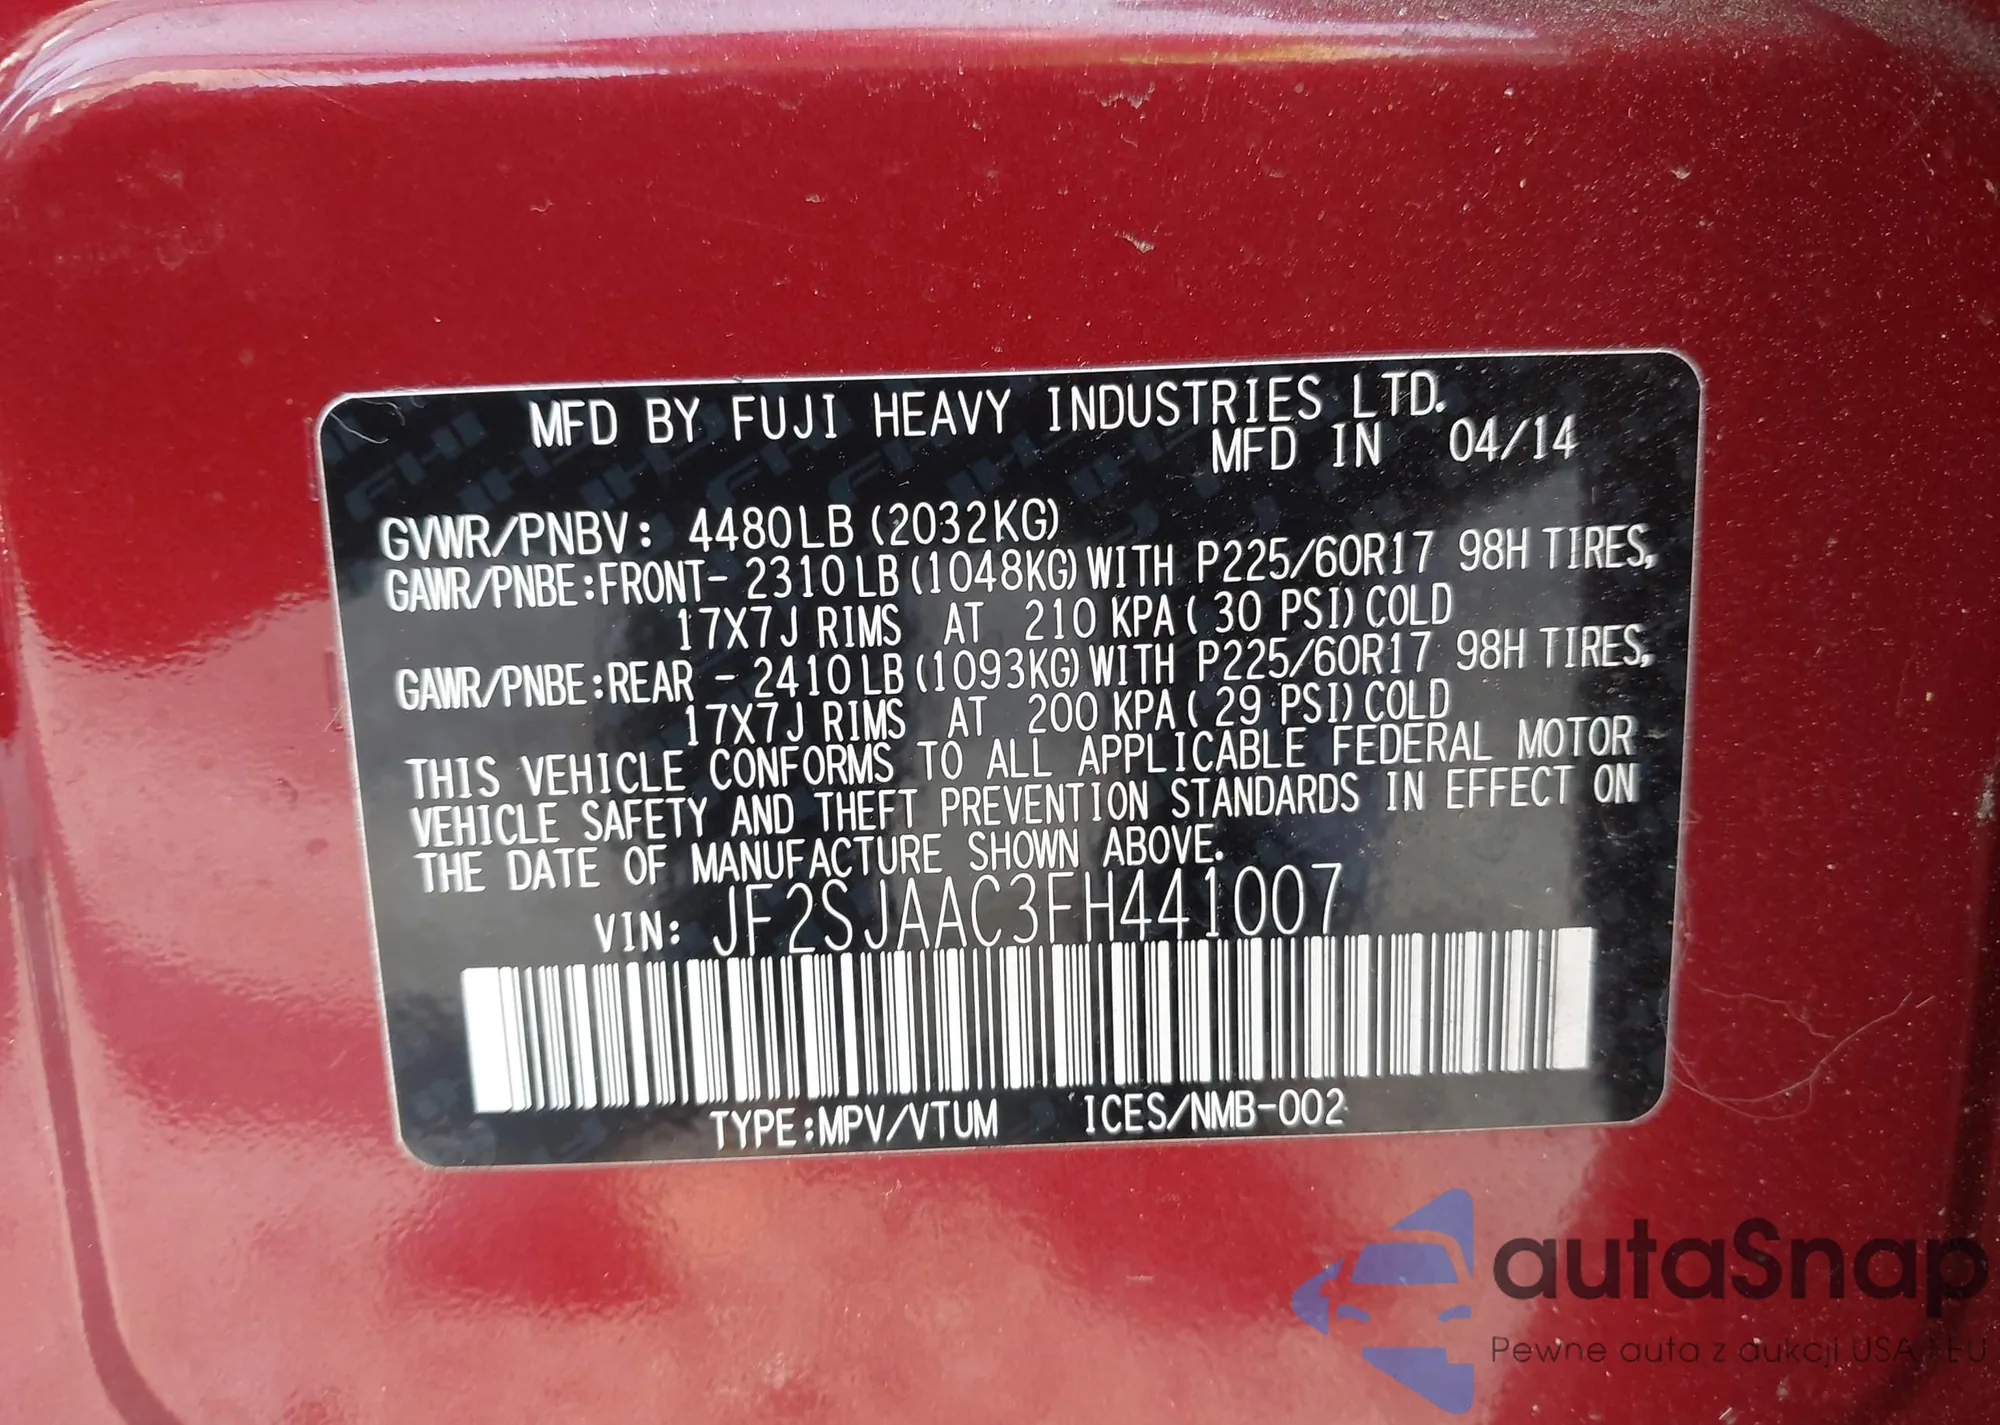 MFD BY FUJI HEAVY INDUSTRIES LTD.
MFD IN 04/14
GVWR/PNBV: 4480LB (2032KG)
GAWR/PNBE:FRONT- 2310LB (1048KG) WITH P225/60R17 98H TIRES,
17X7J RIMS AT 210 KPA ( 30 PSI) COLD
GAWR/PNBE:REAR - 2410LB (1093KG) WITH P225/60R17 98H TIRES,
17X7J RIMS AT 200 KPA ( 29 PSI) COLD
THIS VEHICLE CONFORMS TO ALL APPLICABLE FEDERAL MOTOR
VEHICLE SAFETY AND THEFT PREVENTION STANDARDS IN EFFECT ON
THE DATE OF MANUFACTURE SHOWN ABOVE.
VIN: JF2SJAAC3FH441007
TYPE:MPV/VTUM ICES/NMB-002
autaSnap
Pewne auta z aukcji USA i EU